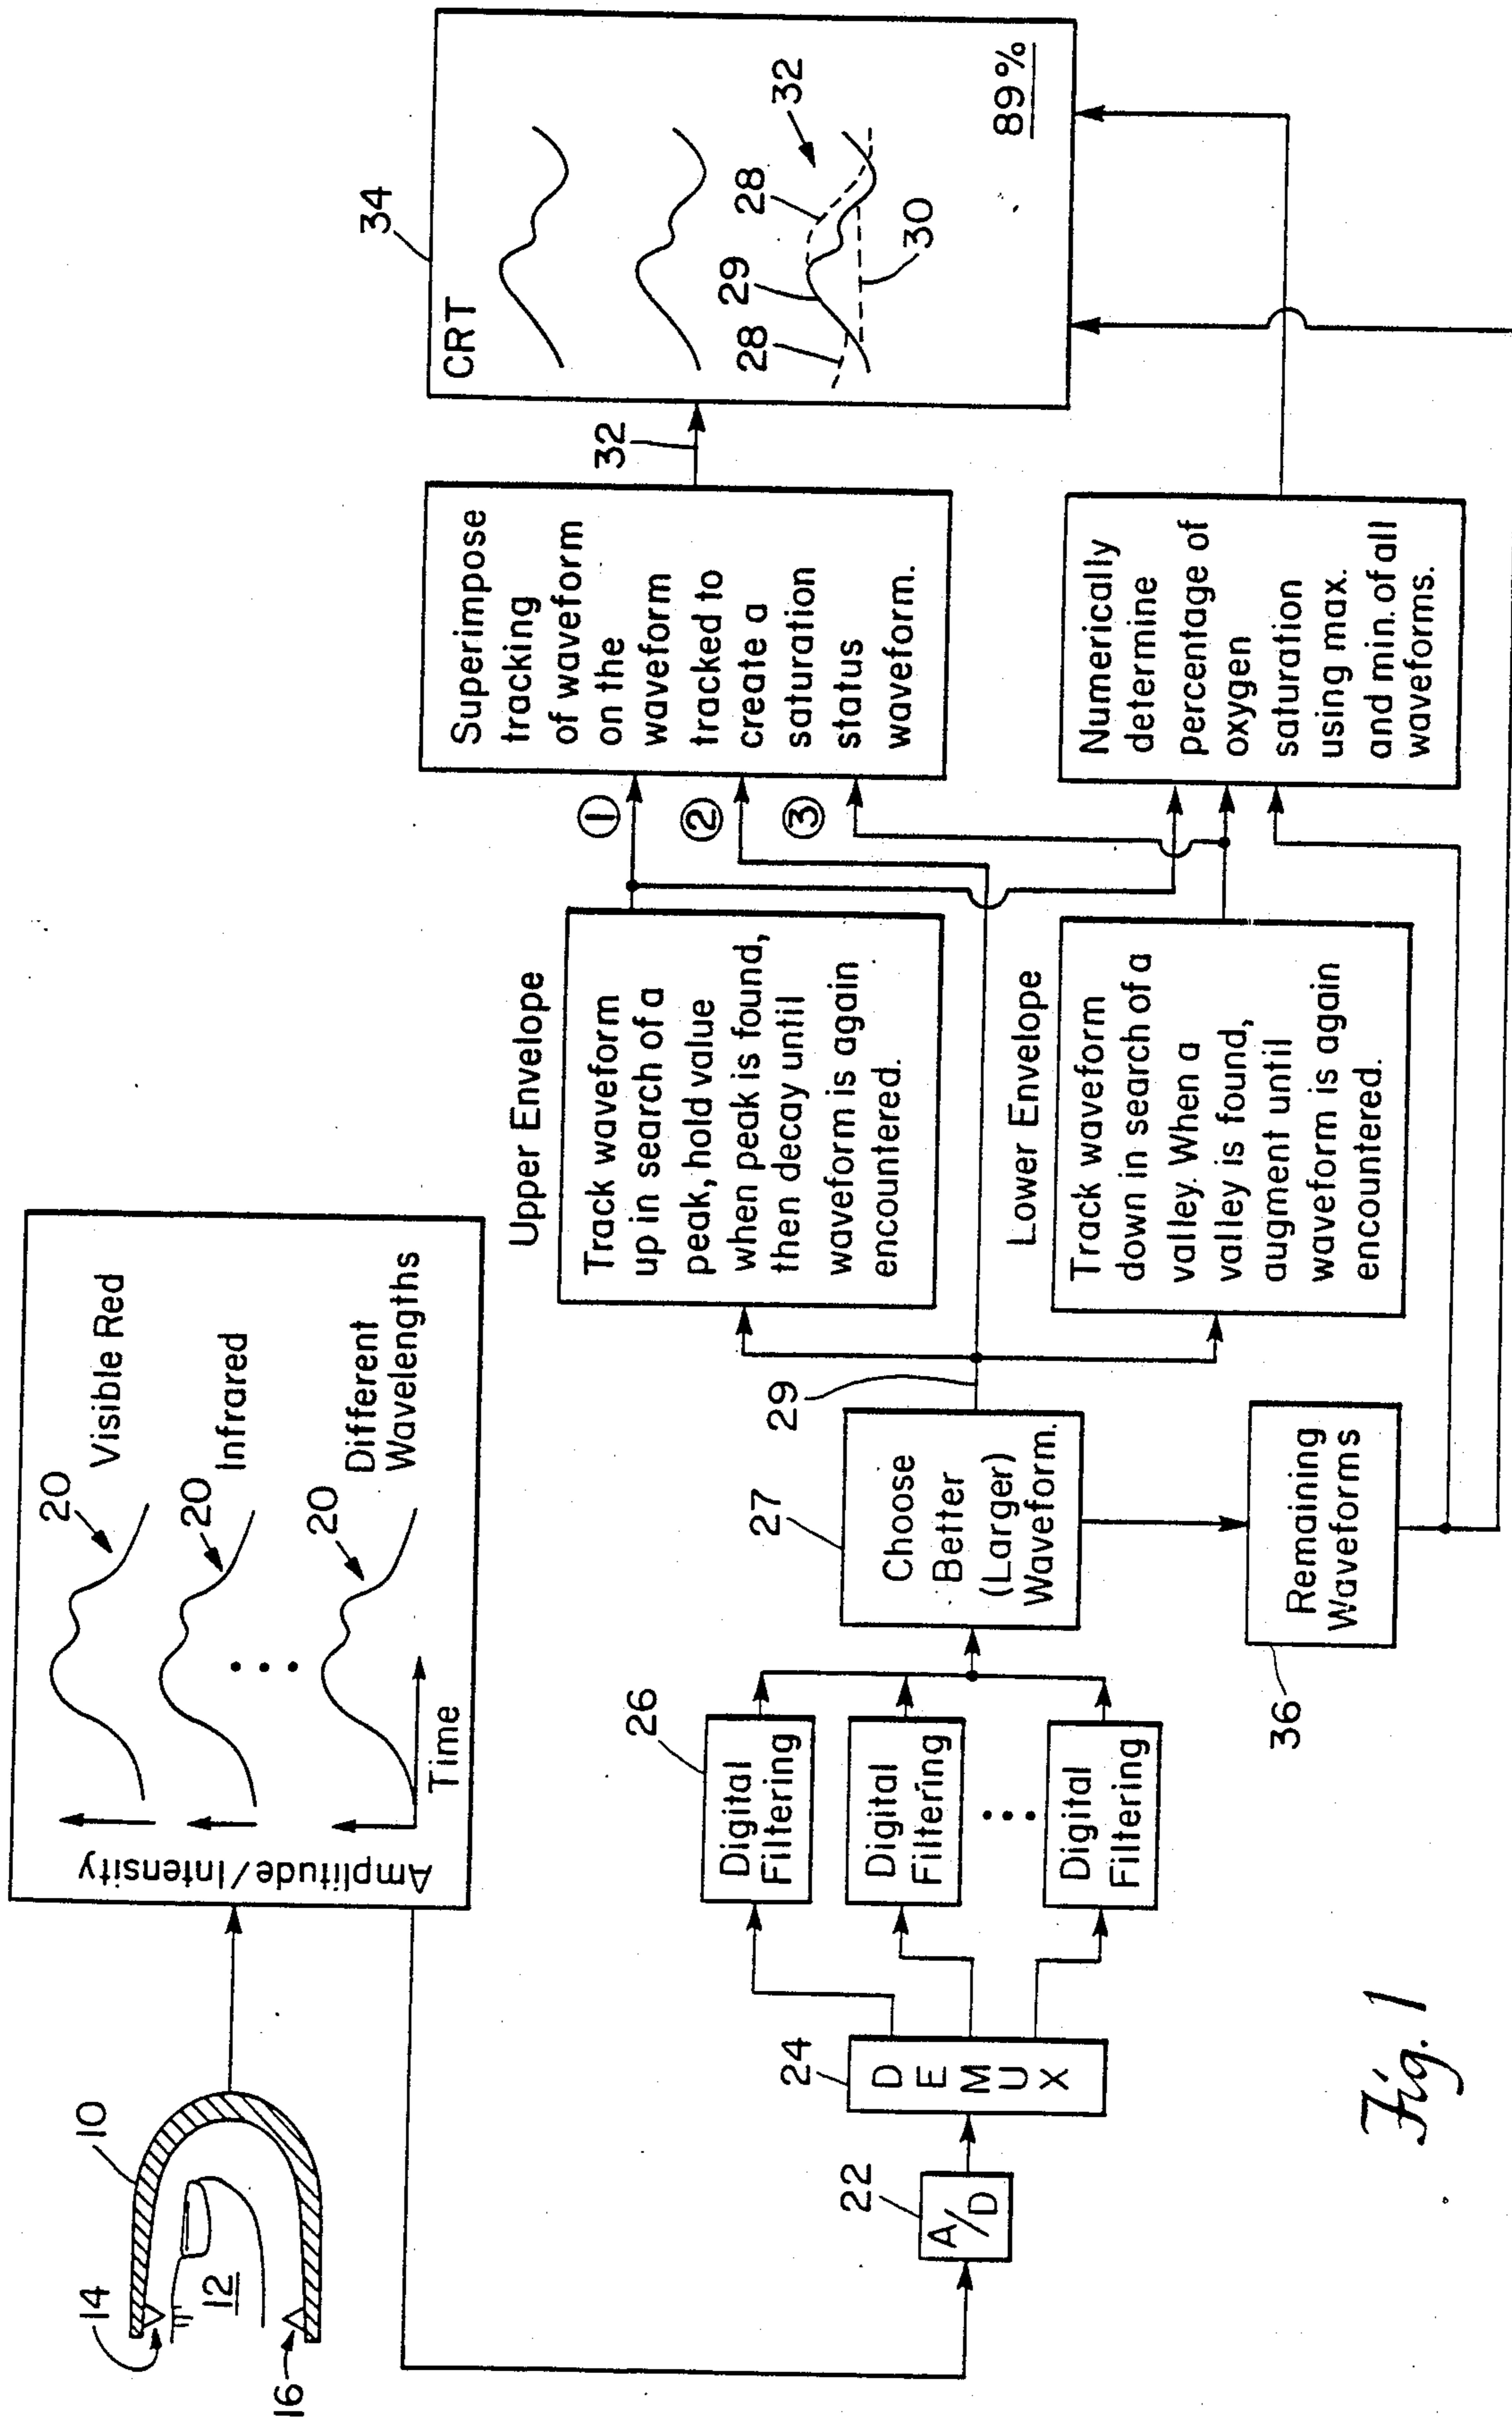 10
14
12
16
20
Visible Red
20
Infrared
20
Different
Wavelengths
Amplitude/Intensity
Time
22
A/D
24
D
E
M
U
X
26
Digital
Filtering
Digital
Filtering
Digital
Filtering
27
Choose
Better
(Larger)
Waveform.
29
36
Remaining
Waveforms
Upper Envelope
Track waveform
up in search of a
peak, hold value
when peak is found,
then decay until
waveform is again
encountered.
Lower Envelope
Track waveform
down in search of a
valley. When a
valley is found,
augment until
waveform is again
encountered.
①
②
③
Superimpose
tracking
of waveform
on the
waveform
tracked to
create a
saturation
status
waveform.
Numerically
determine
percentage of
oxygen
saturation
using max.
and min. of all
waveforms.
32
34
CRT
28
29
28
32
30
89%
Fig. 1